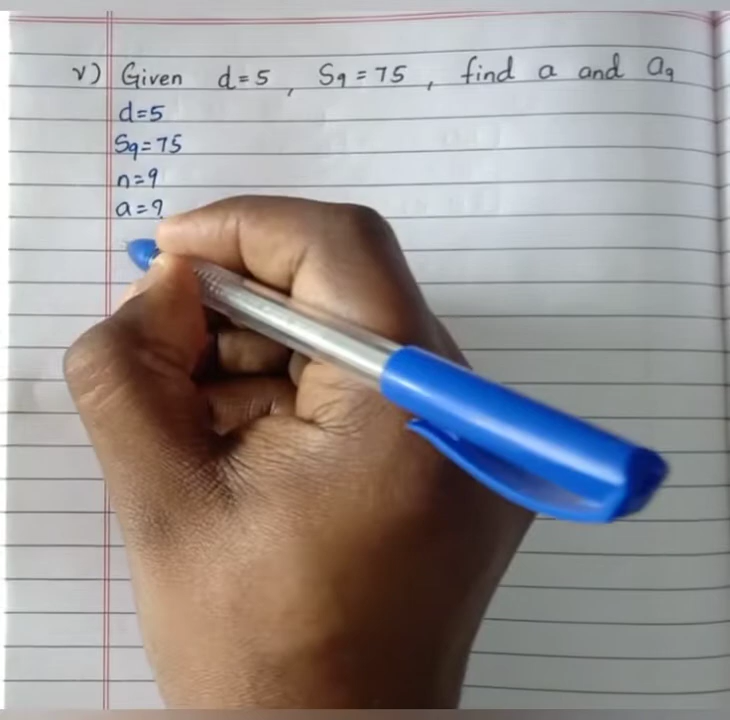 v) Given d=5, S₉=75, find a and a₉
d=5
S₉=75
n=9
a=?